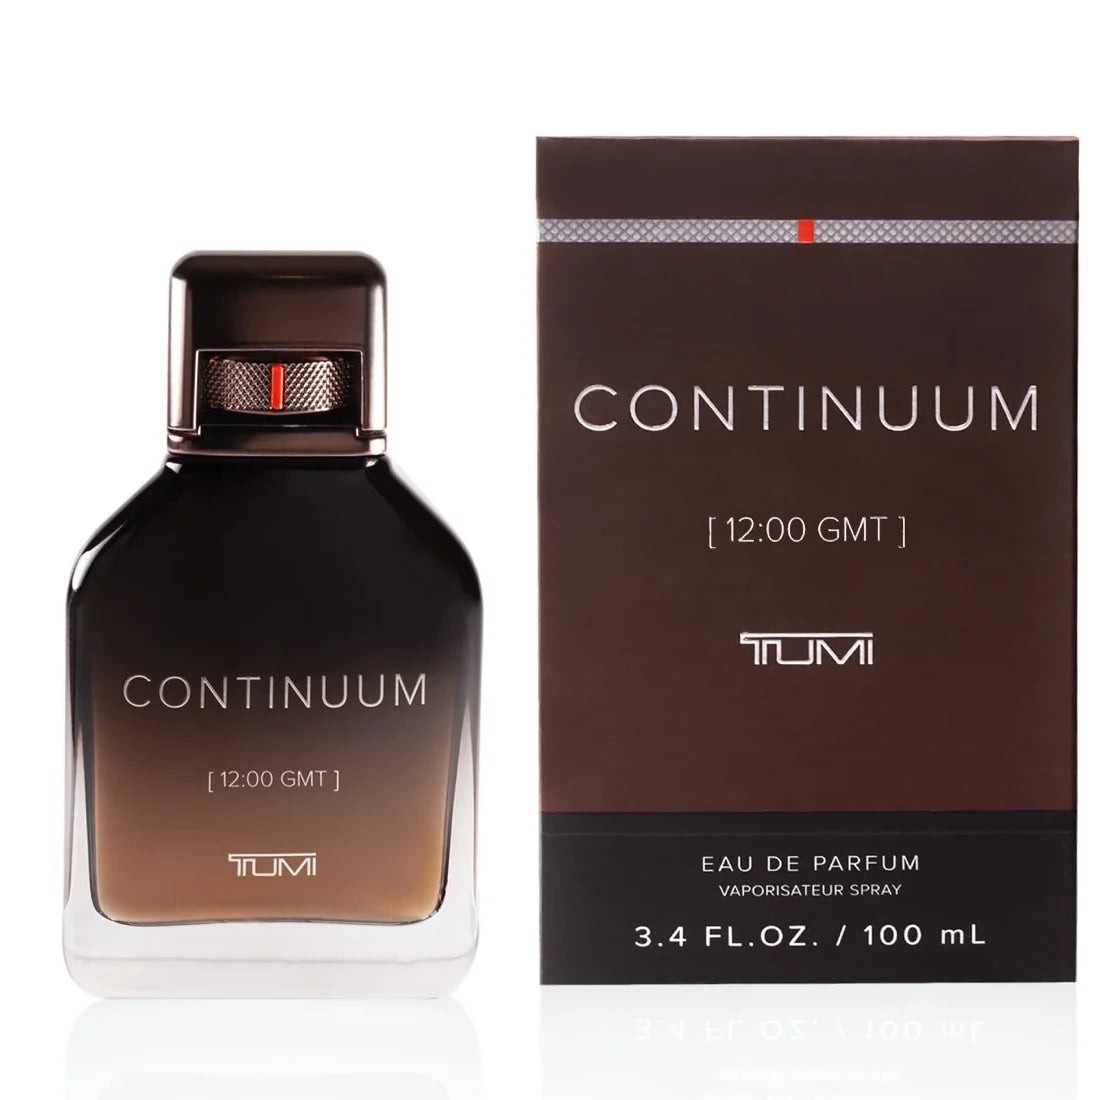 CONTINUUM
[ 12:00 GMT ]
TUMI
CONTINUUM
[ 12:00 GMT ]
TUMI
EAU DE PARFUM
VAPORISATEUR SPRAY
3.4 FL.OZ. / 100 mL